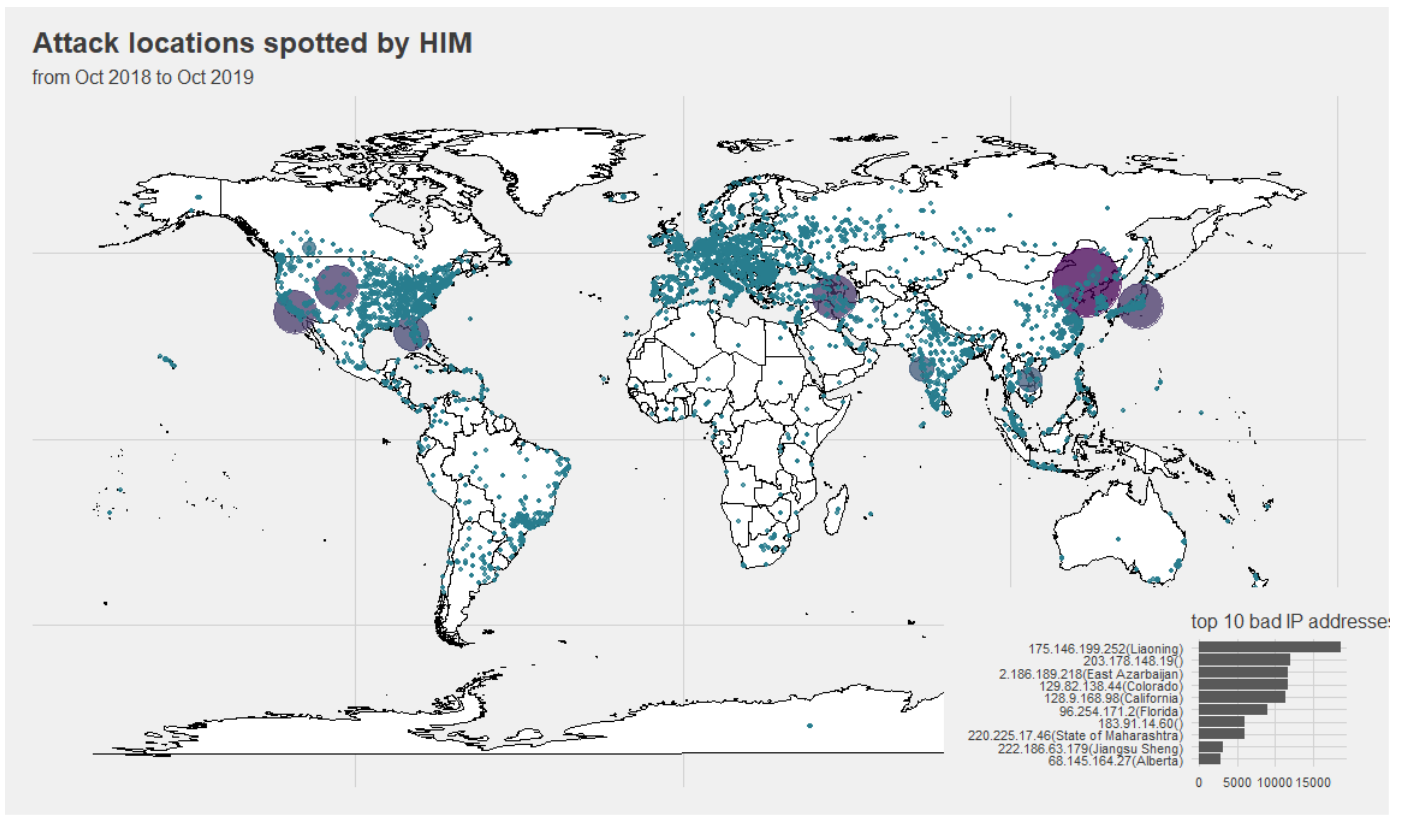 Attack locations spotted by HIM
from Oct 2018 to Oct 2019
top 10 bad IP addresses
175.146.199.252(Liaoning)
203.178.148.19()
2.186.189.218(East Azarbaijan)
129.82.138.44(Colorado)
128.9.168.98(California)
96.254.171.2(Florida)
183.91.14.60()
220.225.17.46(State of Maharashtra)
222.186.63.179(Jiangsu Sheng)
68.145.164.27(Alberta)
0 5000 10000 15000